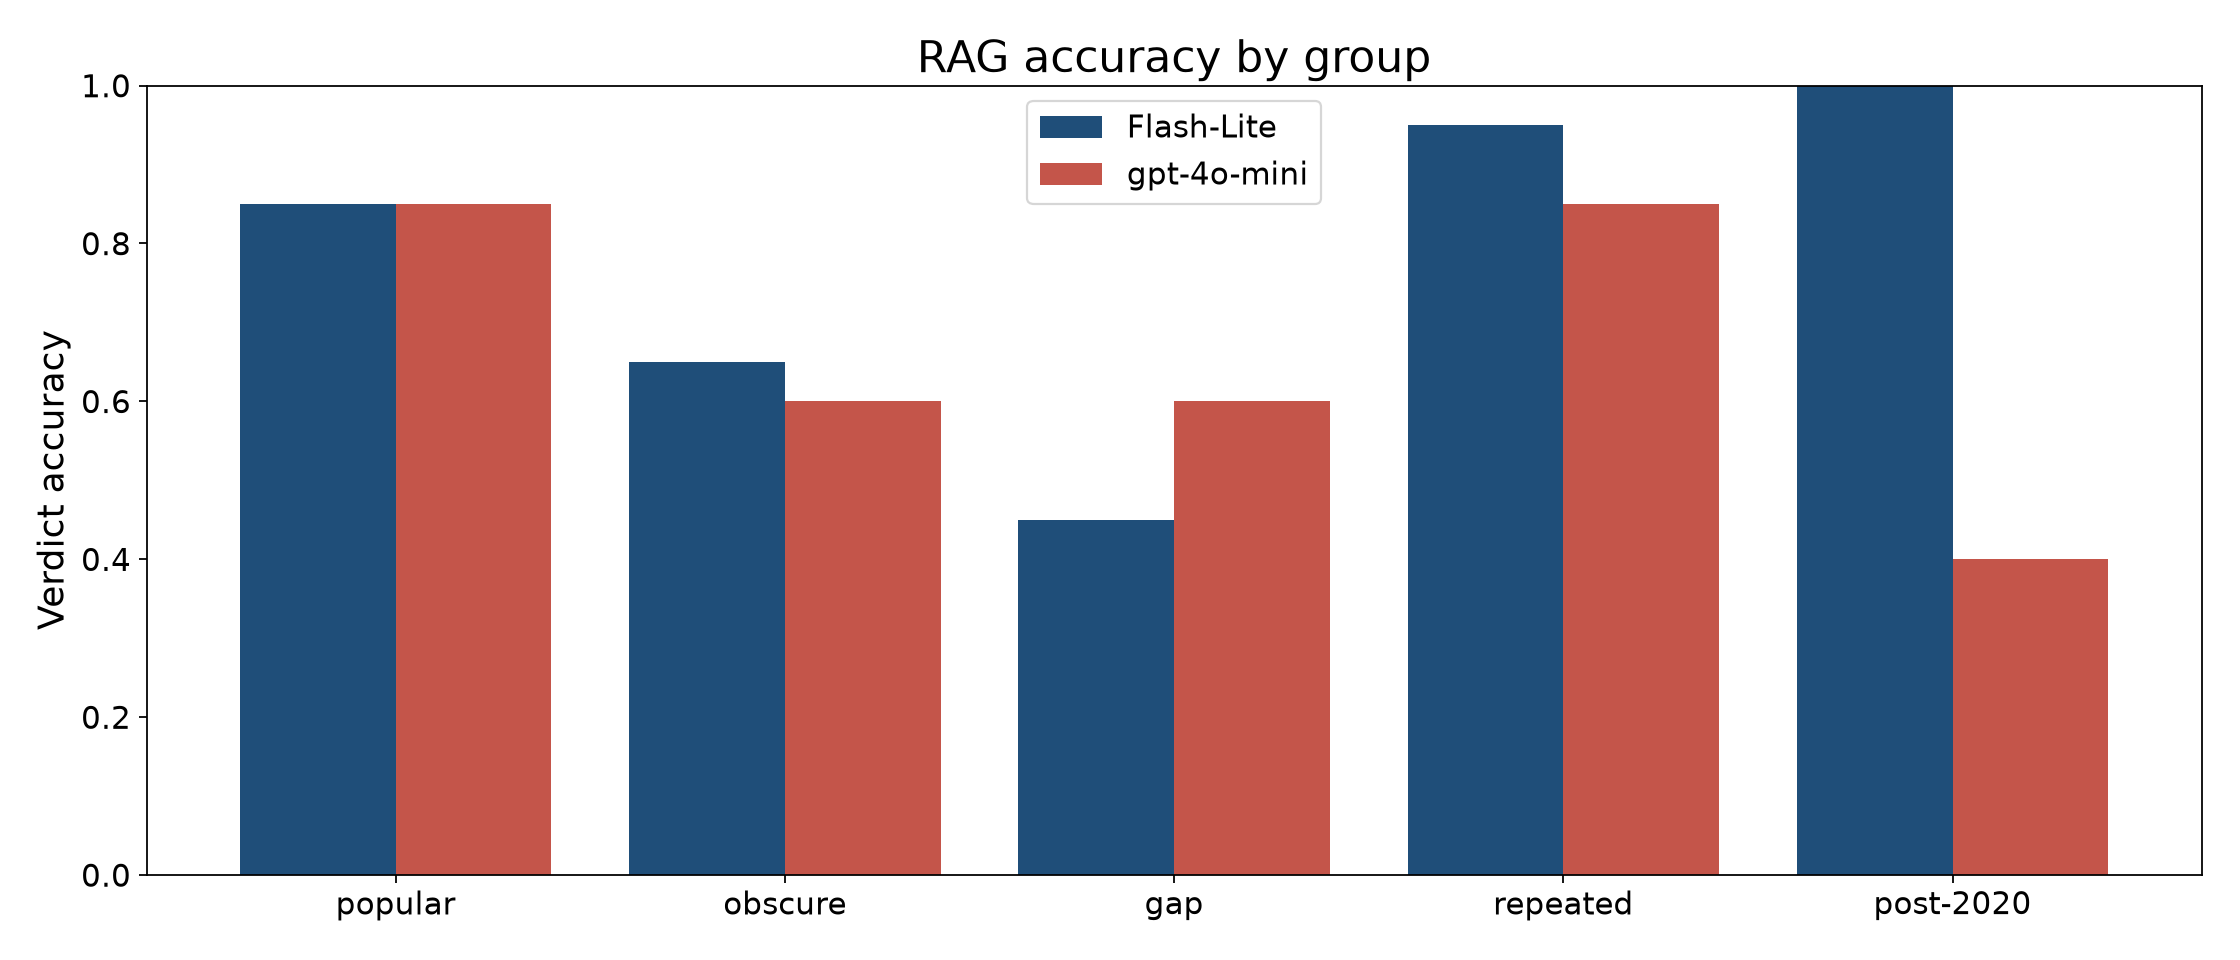 RAG accuracy by group
Flash-Lite
gpt-4o-mini
Verdict accuracy
1.0
0.8
0.6
0.4
0.2
0.0
popular
obscure
gap
repeated
post-2020